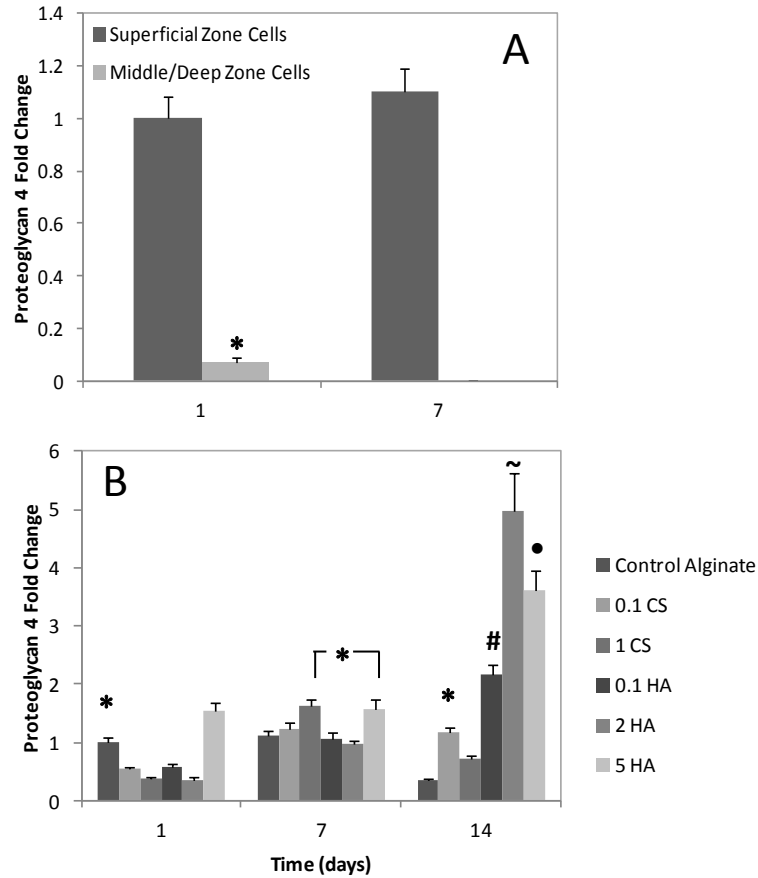 Proteoglycan 4 Fold Change
1.4
1.2
1
0.8
0.6
0.4
0.2
0
Superficial Zone Cells
Middle/Deep Zone Cells
A
*
1
7
Proteoglycan 4 Fold Change
6
5
4
3
2
1
0
B
*
*
*
#
~
•
1
7
14
Time (days)
Control Alginate
0.1 CS
1 CS
0.1 HA
2 HA
5 HA